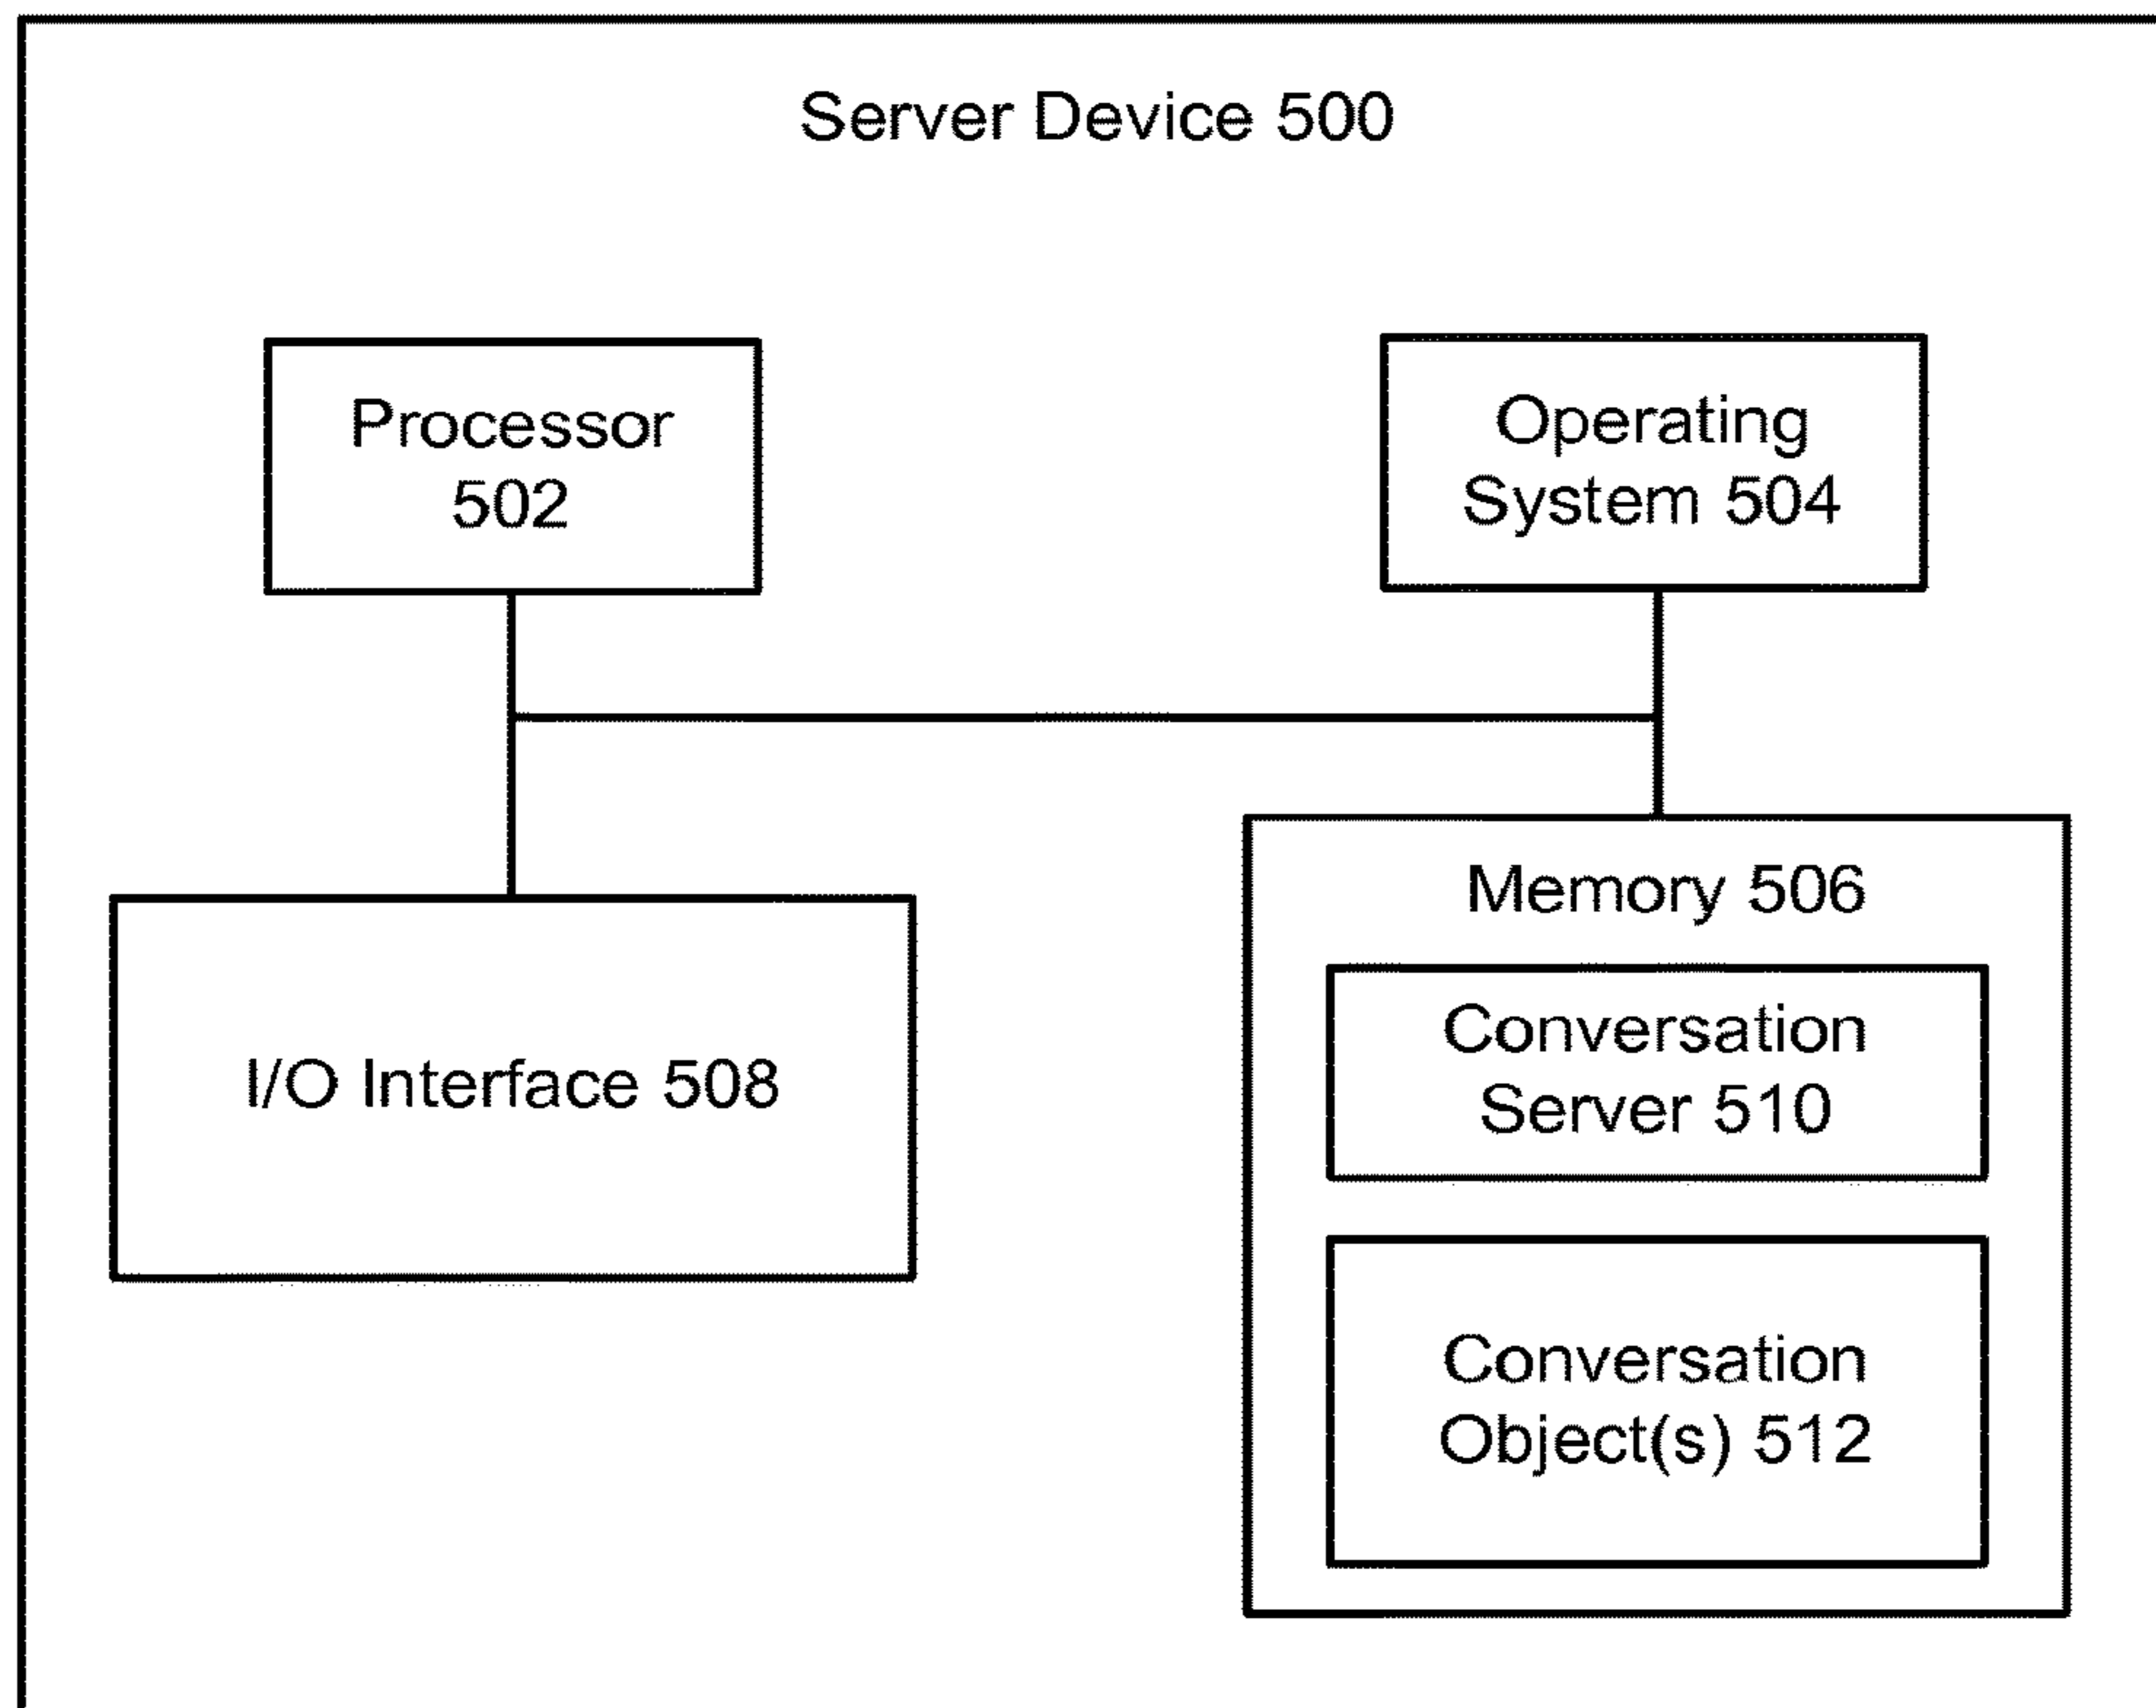 Server Device 500
Processor
502
Operating
System 504
I/O Interface 508
Memory 506
Conversation
Server 510
Conversation
Object(s) 512